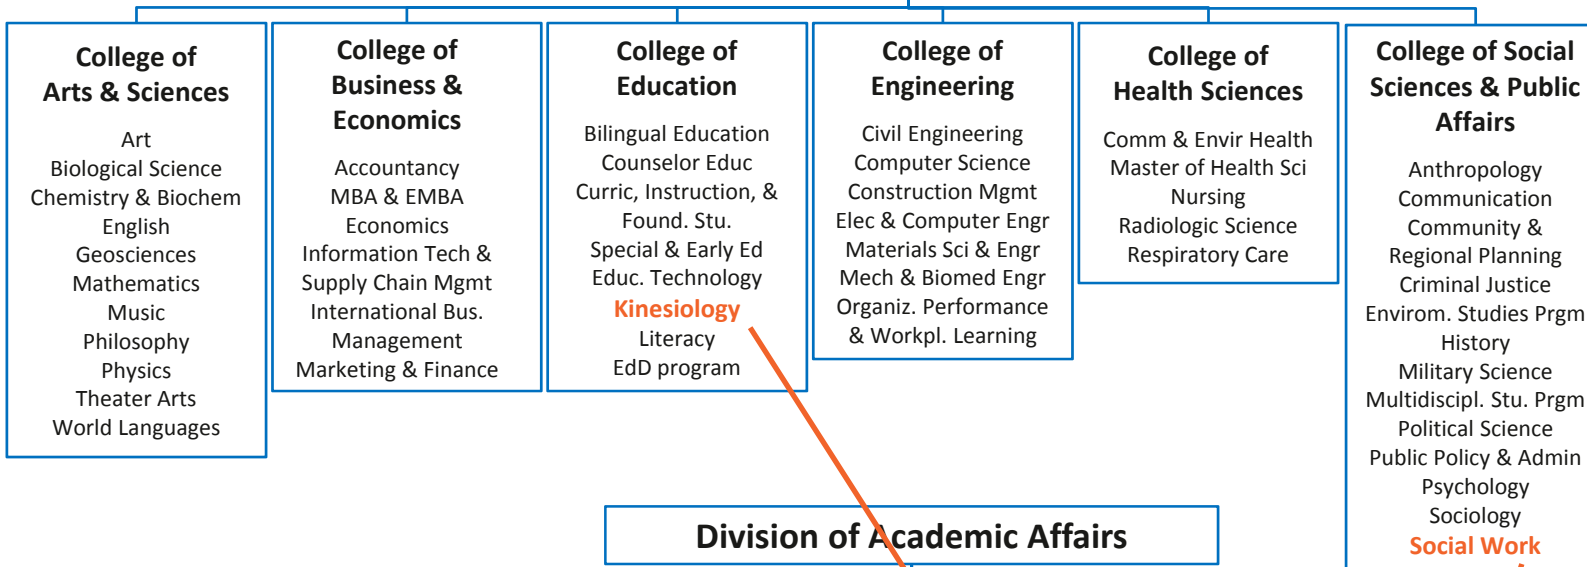 College of
Arts & Sciences
Art
Biological Science
Chemistry & Biochem
English
Geosciences
Mathematics
Music
Philosophy
Physics
Theater Arts
World Languages
College of
Business &
Economics
Accountancy
MBA & EMBA
Economics
Information Tech &
Supply Chain Mgmt
International Bus.
Management
Marketing & Finance
College of
Education
Bilingual Education
Counselor Educ
Curric, Instruction, &
Found. Stu.
Special & Early Ed
Educ. Technology
Kinesiology
Literacy
EdD program
College of
Engineering
Civil Engineering
Computer Science
Construction Mgmt
Elec & Computer Engr
Materials Sci & Engr
Mech & Biomed Engr
Organiz. Performance
& Workpl. Learning
College of
Health Sciences
Comm & Envir Health
Master of Health Sci
Nursing
Radiologic Science
Respiratory Care
College of Social
Sciences & Public
Affairs
Anthropology
Communication
Community &
Regional Planning
Criminal Justice
Envirom. Studies Prgm
History
Military Science
Multidiscipl. Stu. Prgm
Political Science
Public Policy & Admin
Psychology
Sociology
Social Work
Division of Academic Affairs